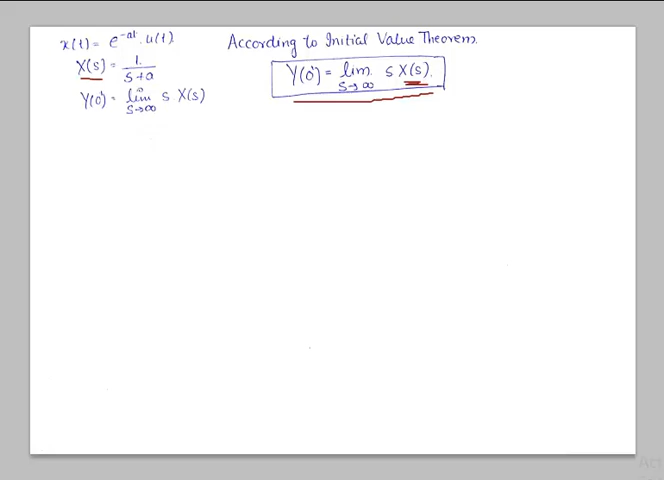 x(t) = e^-at. u(t).
X(s) = 1/s+a
Y(0⁺) = lim s→∞ s X(s)
According to Initial Value Theorem.
Y(0⁺) = lim. s→∞ s X(s).